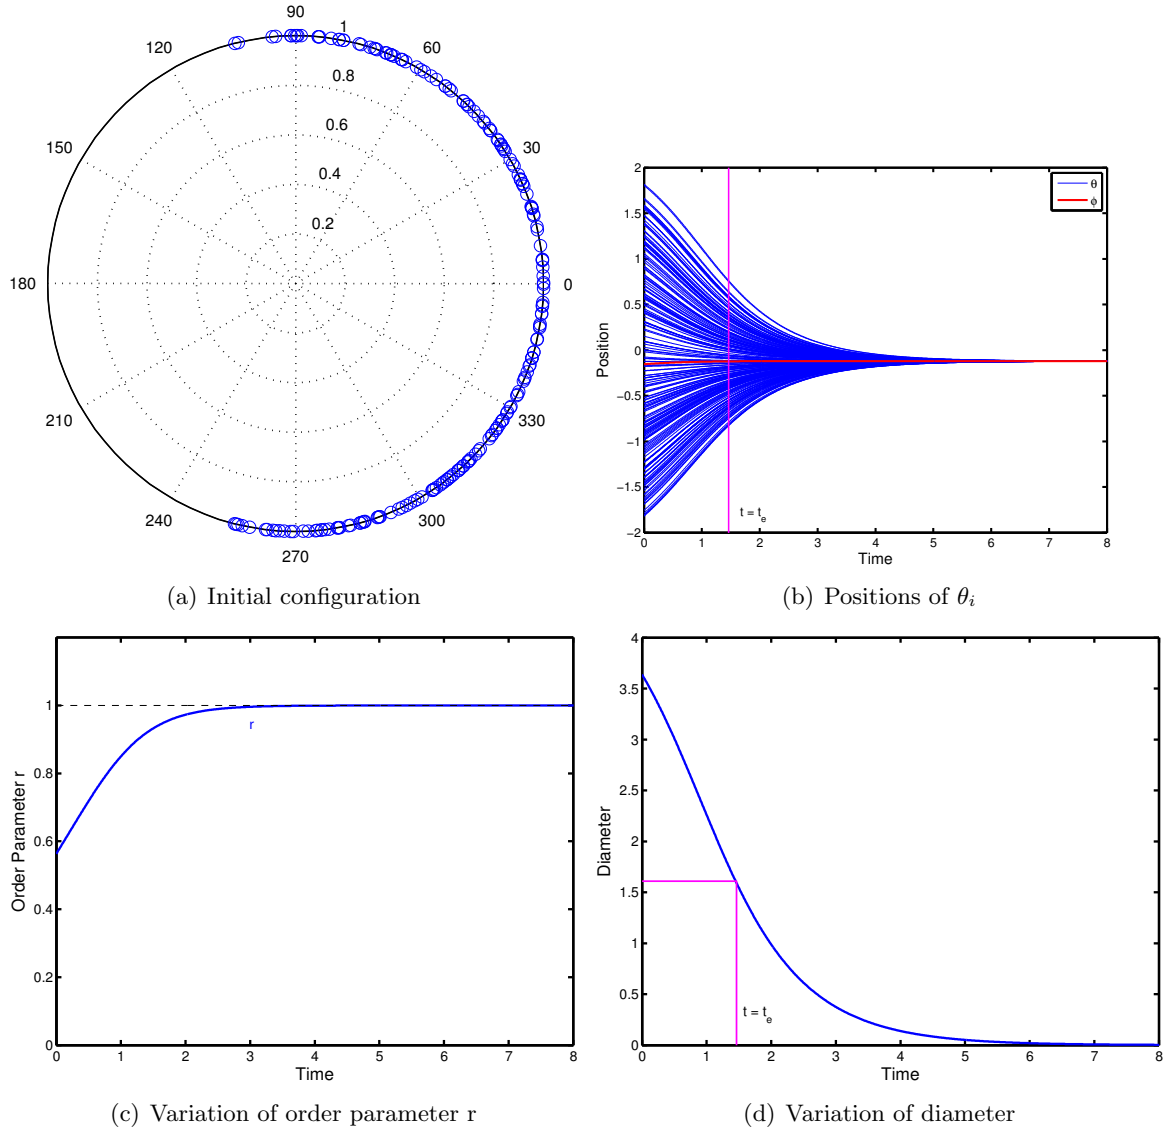 90
120
1
60
0.8
0.6
150
30
0.4
0.2
180
0
210
330
240
300
270
(a) Initial configuration
2
1.5
1
0.5
0
−0.5
−1
−1.5
−2
Position
θ
ϕ
t = te
0 1 2 3 4 5 6 7 8
Time
(b) Positions of θi
1
0.8
0.6
0.4
0.2
0
Order Parameter r
r
0 1 2 3 4 5 6 7 8
Time
(c) Variation of order parameter r
4
3.5
3
2.5
2
1.5
1
0.5
0
Diameter
t = te
0 1 2 3 4 5 6 7 8
Time
(d) Variation of diameter